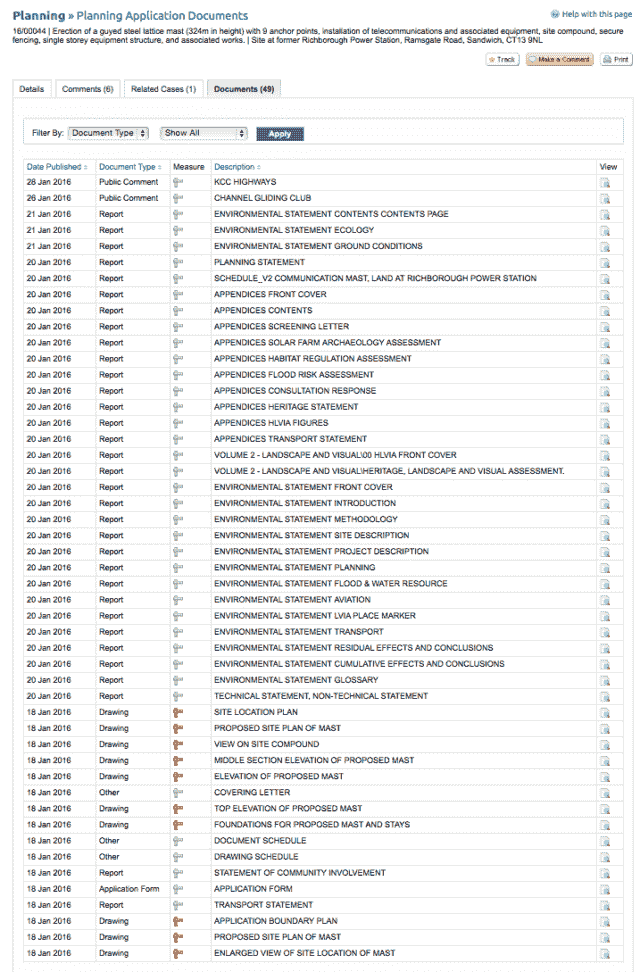 Planning » Planning Application Documents
Help with this page
16/00044 | Erection of a guyed steel lattice mast (324m in height) with 9 anchor points, installation of telecommunications and associated equipment, site compound, secure
fencing, single storey equipment structure, and associated works. | Site at former Richborough Power Station, Ramsgate Road, Sandwich, CT13 9NL
Track Make a Comment Print
Details Comments (6) Related Cases (1) Documents (49)
Filter By: Document Type Show All Apply
Date Published Document Type Measure Description View
28 Jan 2016 Public Comment KCC HIGHWAYS
26 Jan 2016 Public Comment CHANNEL GLIDING CLUB
21 Jan 2016 Report ENVIRONMENTAL STATEMENT CONTENTS CONTENTS PAGE
21 Jan 2016 Report ENVIRONMENTAL STATEMENT ECOLOGY
21 Jan 2016 Report ENVIRONMENTAL STATEMENT GROUND CONDITIONS
20 Jan 2016 Report PLANNING STATEMENT
20 Jan 2016 Report SCHEDULE_V2 COMMUNICATION MAST, LAND AT RICHBOROUGH POWER STATION
20 Jan 2016 Report APPENDICES FRONT COVER
20 Jan 2016 Report APPENDICES CONTENTS
20 Jan 2016 Report APPENDICES SCREENING LETTER
20 Jan 2016 Report APPENDICES SOLAR FARM ARCHAEOLOGY ASSESSMENT
20 Jan 2016 Report APPENDICES HABITAT REGULATION ASSESSMENT
20 Jan 2016 Report APPENDICES FLOOD RISK ASSESSMENT
20 Jan 2016 Report APPENDICES CONSULTATION RESPONSE
20 Jan 2016 Report APPENDICES HERITAGE STATEMENT
20 Jan 2016 Report APPENDICES HLVIA FIGURES
20 Jan 2016 Report APPENDICES TRANSPORT STATEMENT
20 Jan 2016 Report VOLUME 2 - LANDSCAPE AND VISUAL\00 HLVIA FRONT COVER
20 Jan 2016 Report VOLUME 2 - LANDSCAPE AND VISUAL\HERITAGE, LANDSCAPE AND VISUAL ASSESSMENT.
20 Jan 2016 Report ENVIRONMENTAL STATEMENT FRONT COVER
20 Jan 2016 Report ENVIRONMENTAL STATEMENT INTRODUCTION
20 Jan 2016 Report ENVIRONMENTAL STATEMENT METHODOLOGY
20 Jan 2016 Report ENVIRONMENTAL STATEMENT SITE DESCRIPTION
20 Jan 2016 Report ENVIRONMENTAL STATEMENT PROJECT DESCRIPTION
20 Jan 2016 Report ENVIRONMENTAL STATEMENT PLANNING
20 Jan 2016 Report ENVIRONMENTAL STATEMENT FLOOD & WATER RESOURCE
20 Jan 2016 Report ENVIRONMENTAL STATEMENT AVIATION
20 Jan 2016 Report ENVIRONMENTAL STATEMENT LVIA PLACE MARKER
20 Jan 2016 Report ENVIRONMENTAL STATEMENT TRANSPORT
20 Jan 2016 Report ENVIRONMENTAL STATEMENT RESIDUAL EFFECTS AND CONCLUSIONS
20 Jan 2016 Report ENVIRONMENTAL STATEMENT CUMULATIVE EFFECTS AND CONCLUSIONS
20 Jan 2016 Report ENVIRONMENTAL STATEMENT GLOSSARY
20 Jan 2016 Report TECHNICAL STATEMENT, NON-TECHNICAL STATEMENT
18 Jan 2016 Drawing SITE LOCATION PLAN
18 Jan 2016 Drawing PROPOSED SITE PLAN OF MAST
18 Jan 2016 Drawing VIEW ON SITE COMPOUND
18 Jan 2016 Drawing MIDDLE SECTION ELEVATION OF PROPOSED MAST
18 Jan 2016 Drawing ELEVATION OF PROPOSED MAST
18 Jan 2016 Other COVERING LETTER
18 Jan 2016 Drawing TOP ELEVATION OF PROPOSED MAST
18 Jan 2016 Drawing FOUNDATIONS FOR PROPOSED MAST AND STAYS
18 Jan 2016 Other DOCUMENT SCHEDULE
18 Jan 2016 Other DRAWING SCHEDULE
18 Jan 2016 Report STATEMENT OF COMMUNITY INVOLVEMENT
18 Jan 2016 Application Form APPLICATION FORM
18 Jan 2016 Report TRANSPORT STATEMENT
18 Jan 2016 Drawing APPLICATION BOUNDARY PLAN
18 Jan 2016 Drawing PROPOSED SITE PLAN OF MAST
18 Jan 2016 Drawing ENLARGED VIEW OF SITE LOCATION OF MAST